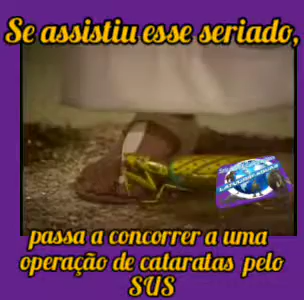 Se assistiu esse seriado,
passa a concorrer a uma
operação de cataratas pelo
SUS